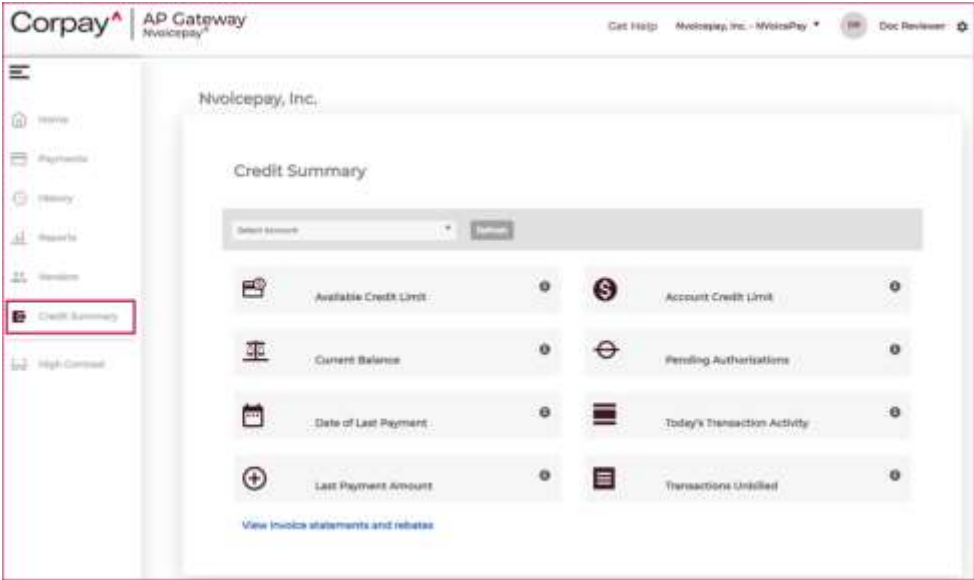 Corpay^ AP Gateway
Nvoicepay
Get Help Nvoicepay, Inc. - NVoicePay Doc Reviewer
Nvoicepay, Inc.
Home
Payments
History
Reports
Vendors
Credit Summary
High Contrast
Credit Summary
Select Account Refresh
Available Credit Limit
Account Credit Limit
Current Balance
Pending Authorizations
Date of Last Payment
Today's Transaction Activity
Last Payment Amount
Transactions Unbilled
View invoice statements and rebates